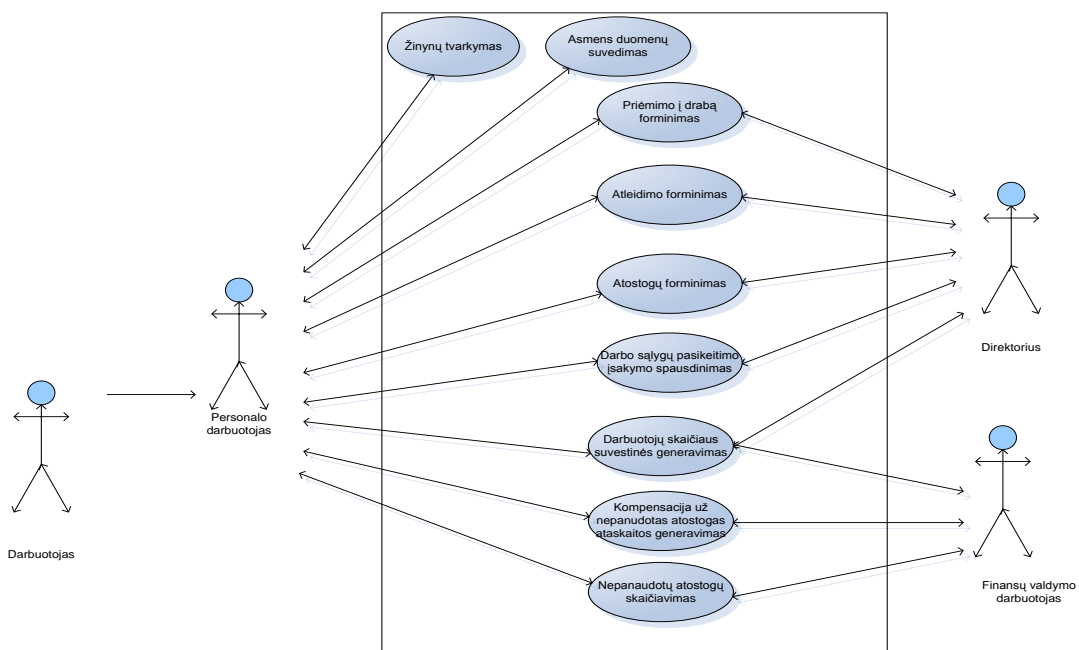 Žinynų tvarkymas
Asmens duomenų
suvedimas
Priėmimo į drabą
forminimas
Atleidimo forminimas
Atostogų forminimas
Darbo sąlygų pasikeitimo
įsakymo spausdinimas
Darbuotojų skaičiaus
suvestinės generavimas
Kompensacija už
nepanudotas atostogas
ataskaitos generavimas
Nepanaudotų atostogų
skaičiavimas
Personalo
darbuotojas
Darbuotojas
Direktorius
Finansų valdymo
darbuotojas